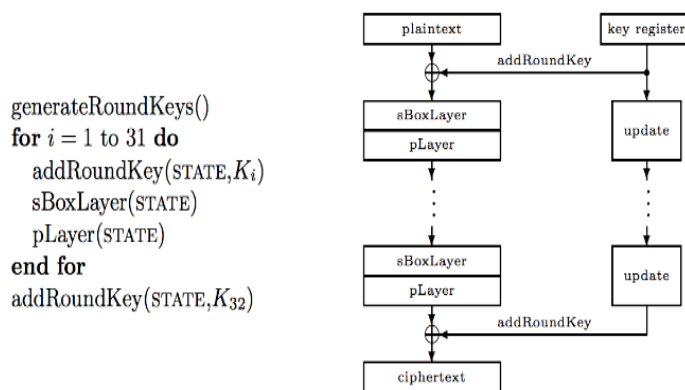 generateRoundKeys()
for i = 1 to 31 do
addRoundKey(STATE,K_i)
sBoxLayer(STATE)
pLayer(STATE)
end for
addRoundKey(STATE,K_32)
plaintext
key register
addRoundKey
sBoxLayer
pLayer
update
sBoxLayer
pLayer
update
addRoundKey
ciphertext